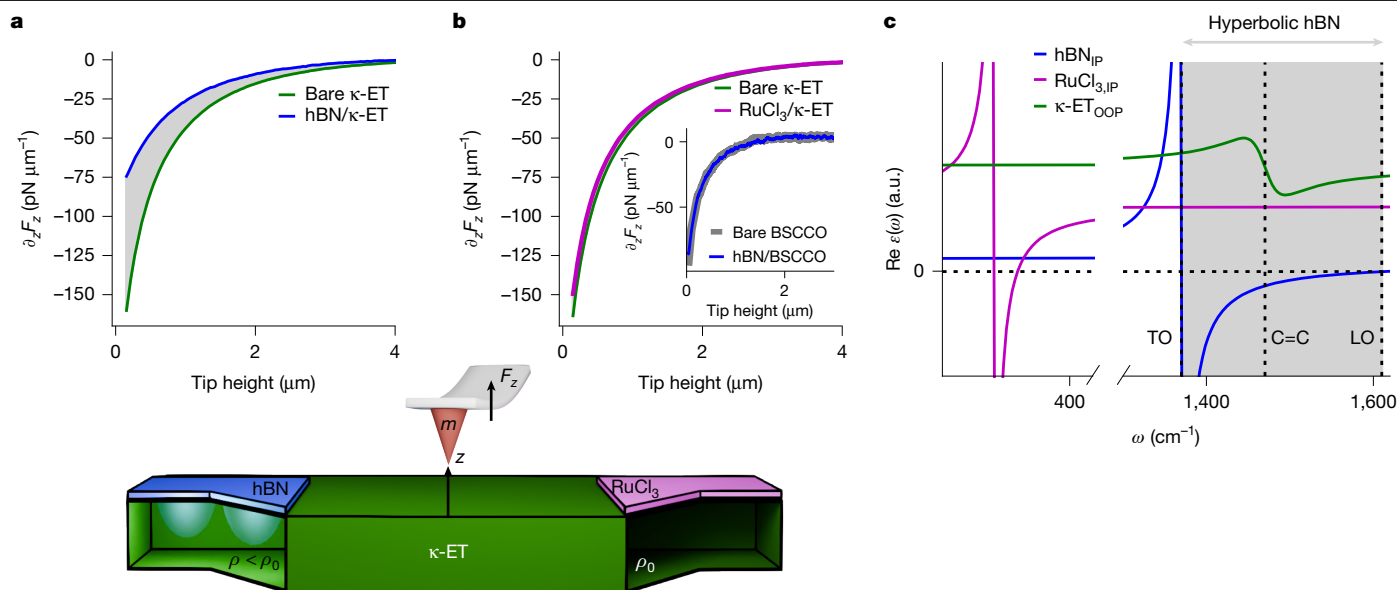 a
0
−25
−50
−75
−100
−125
−150
∂zFz (pN μm−1)
Bare κ-ET
hBN/κ-ET
0
2
4
Tip height (μm)
b
0
−25
−50
−75
−100
−125
−150
∂zFz (pN μm−1)
Bare κ-ET
RuCl3/κ-ET
0
−50
∂zFz (pN μm−1)
Bare BSCCO
hBN/BSCCO
0
2
Tip height (μm)
0
2
4
Tip height (μm)
c
Hyperbolic hBN
hBNIP
RuCl3,IP
κ-ETOOP
Re ε(ω) (a.u.)
0
TO
C=C
LO
400
1,400
1,600
ω (cm−1)
Fz
m
z
hBN
RuCl3
κ-ET
ρ < ρ0
ρ0